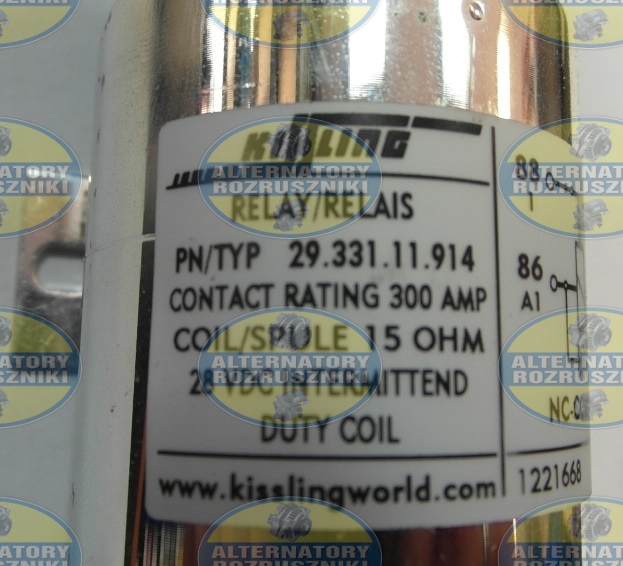 KISSLING
RELAY/RELAIS
PN/TYP 29.331.11.914
CONTACT RATING 300 AMP
COIL/SPULE 15 OHM
28 VDC INTERMITTEND
DUTY COIL
www.kisslingworld.com
88
1
86
A1
1221668
ALTERNATORY
ROZRUSZNIKI